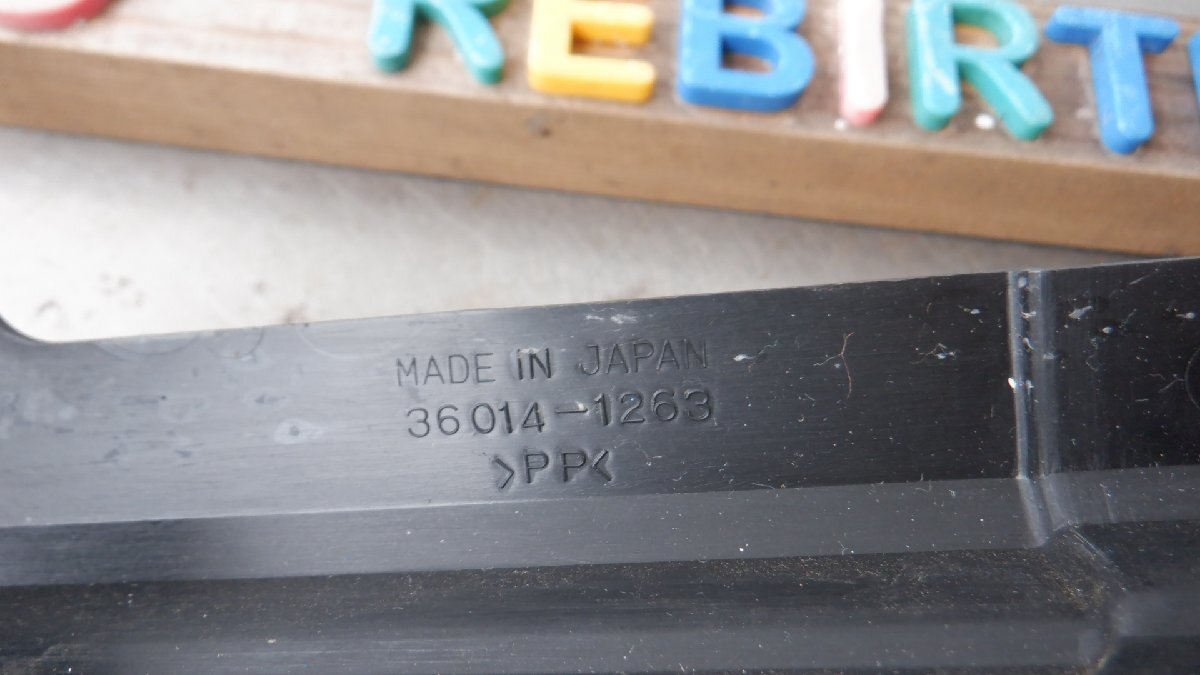 REBIRT
MADE IN JAPAN
36014-1263
>PP<